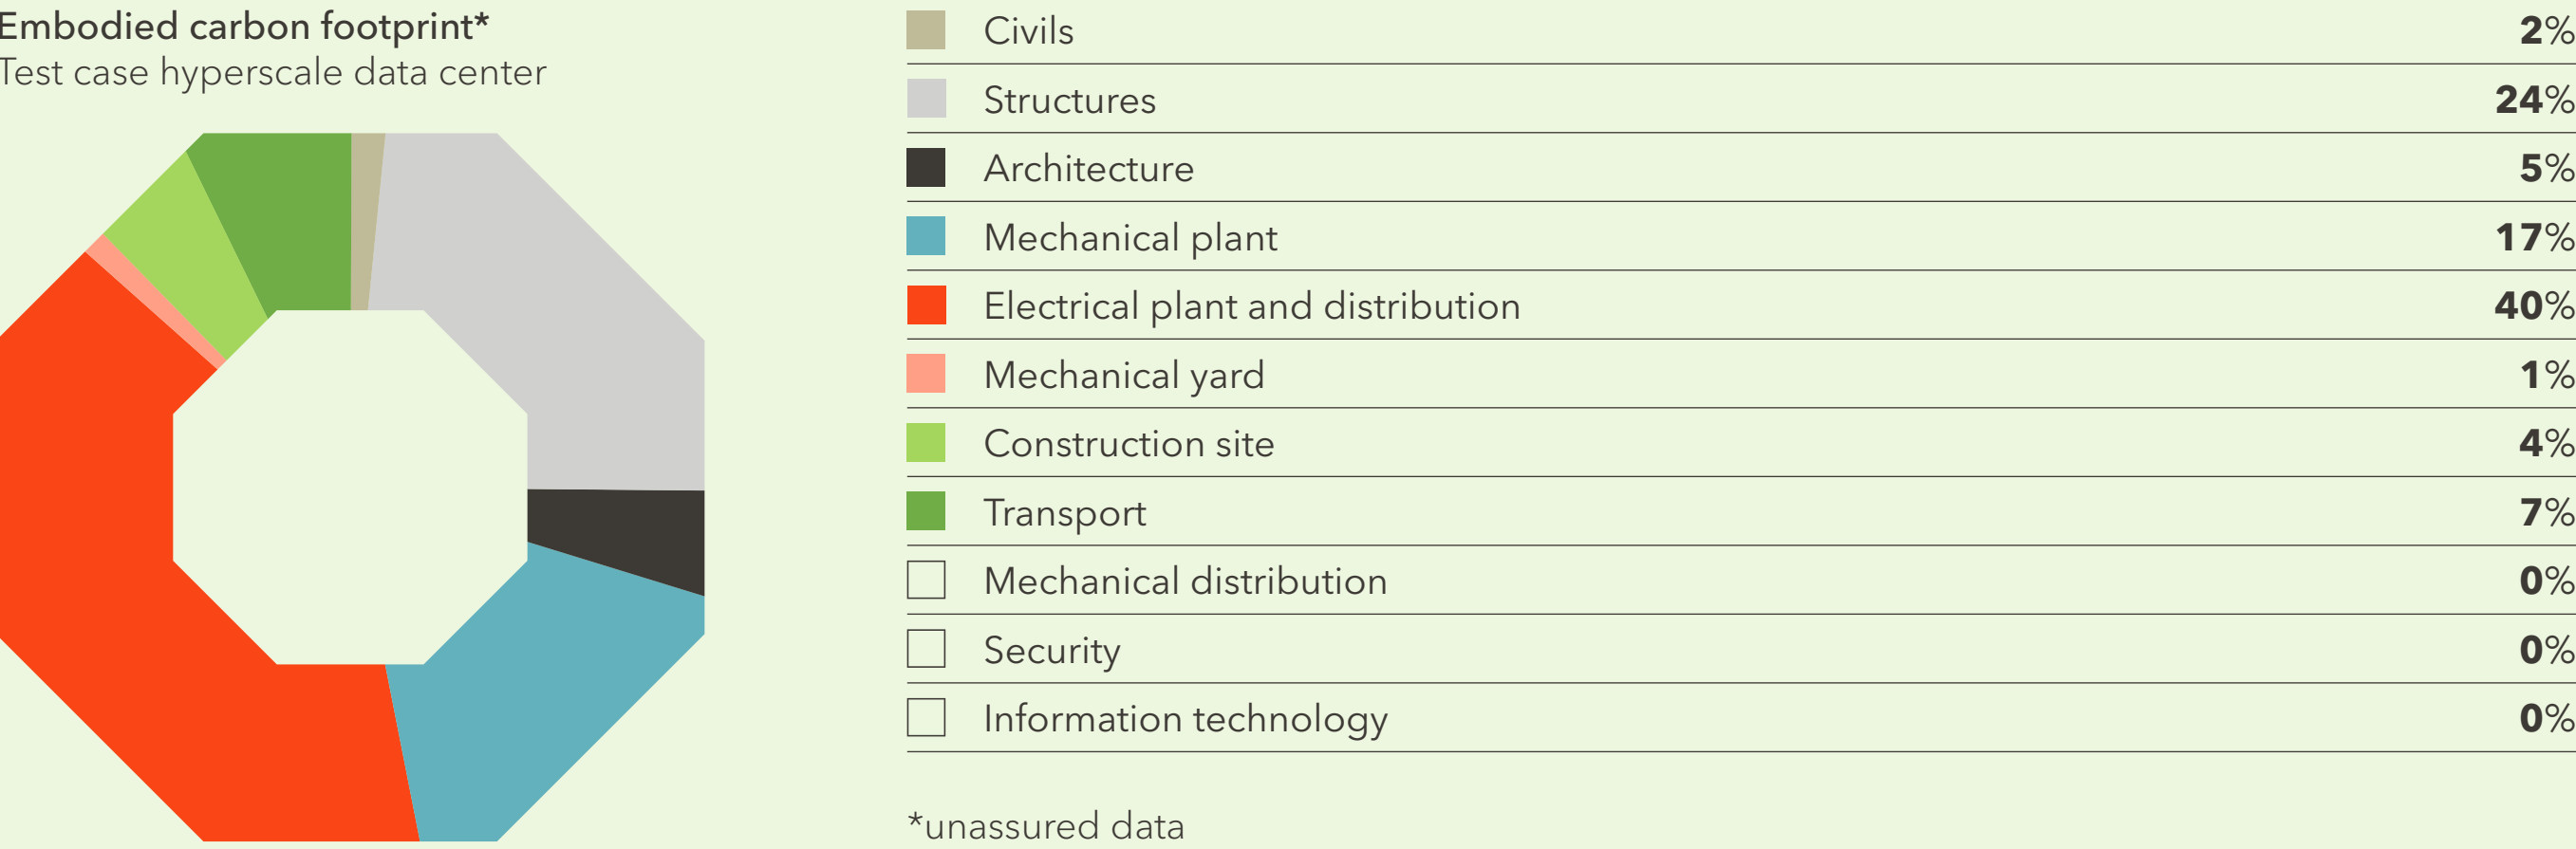 Embodied carbon footprint*
Test case hyperscale data center
Civils 2%
Structures 24%
Architecture 5%
Mechanical plant 17%
Electrical plant and distribution 40%
Mechanical yard 1%
Construction site 4%
Transport 7%
Mechanical distribution 0%
Security 0%
Information technology 0%
*unassured data